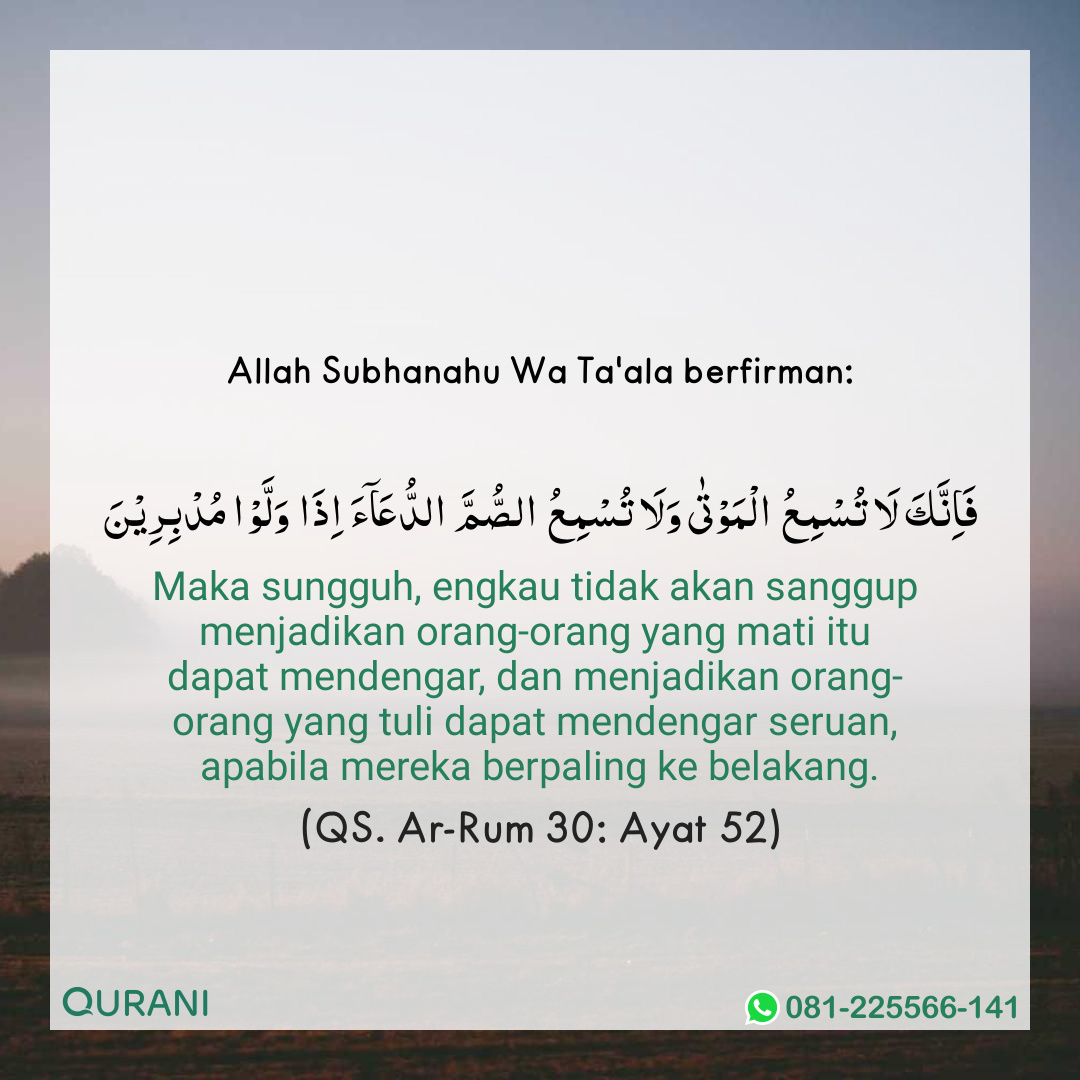 Allah Subhanahu Wa Ta'ala berfirman:
فَاِنَّكَ لَا تُسْمِعُ الْمَوْتٰى وَلَا تُسْمِعُ الصُّمَّ الدُّعَاۤءَ اِذَا وَلَّوْا مُدْبِرِيْنَ
Maka sungguh, engkau tidak akan sanggup
menjadikan orang-orang yang mati itu
dapat mendengar, dan menjadikan orang-
orang yang tuli dapat mendengar seruan,
apabila mereka berpaling ke belakang.
(QS. Ar-Rum 30: Ayat 52)
QURANI
081-225566-141